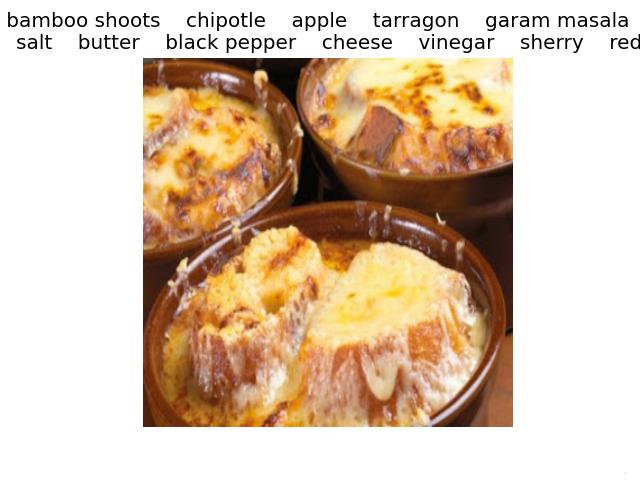 bamboo shoots chipotle apple tarragon garam masala
salt butter black pepper cheese vinegar sherry red